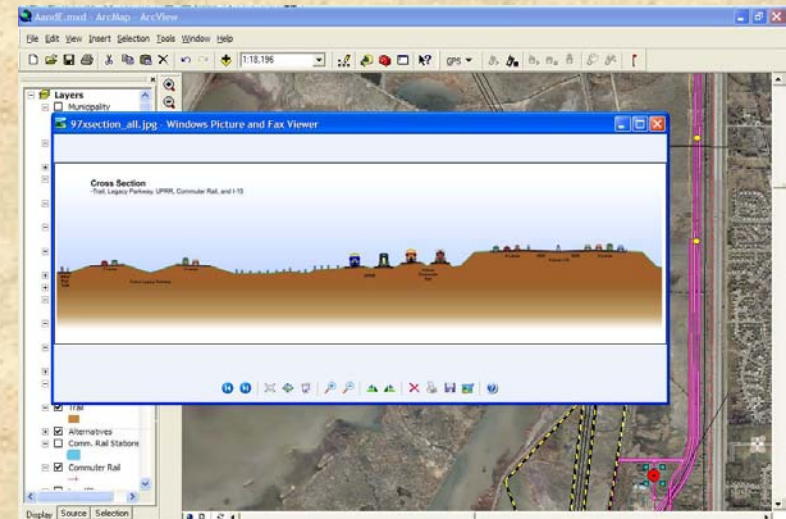 AandE.mxd - ArcMap - ArcView
File Edit View Insert Selection Tools Window Help
1:18,196
GPS
Layers
Municipality
97xsection_all.jpg - Windows Picture and Fax Viewer
Cross Section
-Trail, Legacy Parkway, UPRR, Commuter Rail, and I-15
Trail
Alternatives
Comm. Rail Stations
Commuter Rail
Display Source Selection